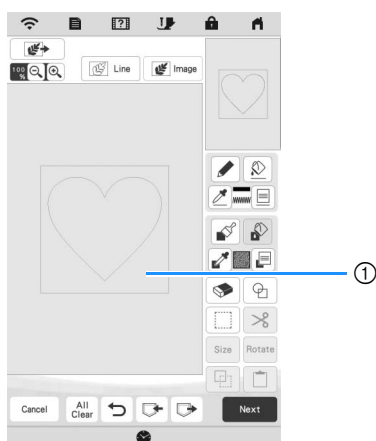 Line
Image
100
%
Size
Rotate
Cancel
All
Clear
Next
①